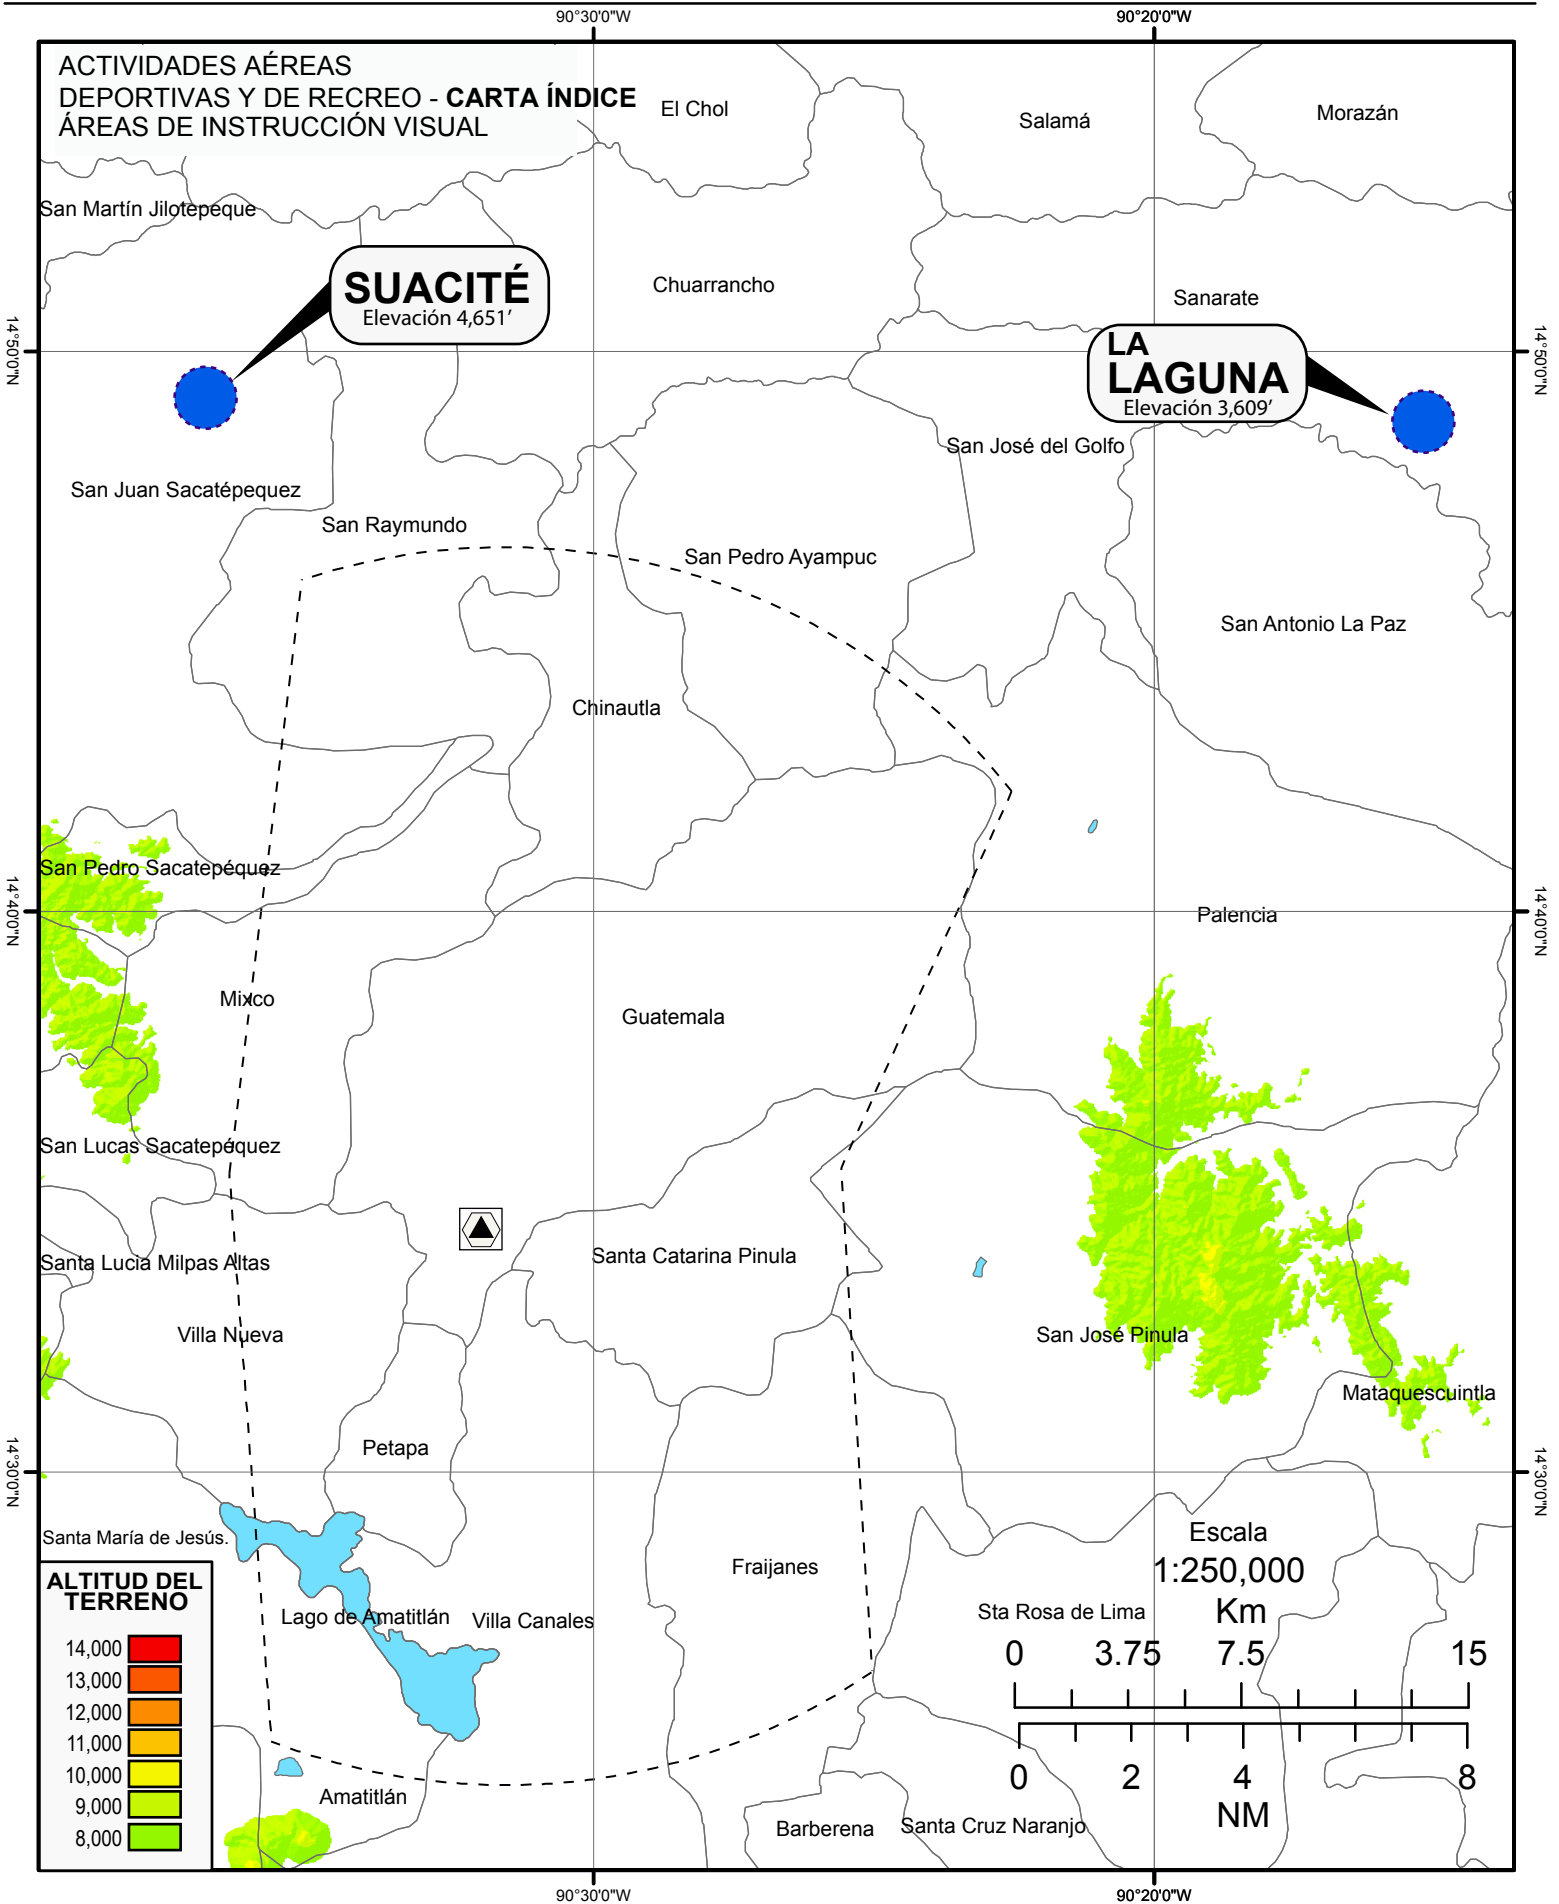 90°30'0"W
90°20'0"W
ACTIVIDADES AÉREAS
DEPORTIVAS Y DE RECREO - CARTA ÍNDICE
ÁREAS DE INSTRUCCIÓN VISUAL
El Chol
Salamá
Morazán
San Martín Jilotepeque
SUACITÉ
Elevación 4,651’
Chuarrancho
Sanarate
14°50'0"N
14°50'0"N
LA
LAGUNA
Elevación 3,609’
San José del Golfo
San Juan Sacatépequez
San Raymundo
San Pedro Ayampuc
San Antonio La Paz
Chinautla
San Pedro Sacatepéquez
14°40'0"N
14°40'0"N
Palencia
Mixco
Guatemala
San Lucas Sacatepéquez
Santa Lucia Milpas Altas
Santa Catarina Pinula
Villa Nueva
San José Pinula
Mataquescuintla
Petapa
14°30'0"N
14°30'0"N
Santa María de Jesús.
Escala
1:250,000
Fraijanes
ALTITUD DEL
TERRENO
Lago de Amatitlán
Villa Canales
Sta Rosa de Lima
Km
0 3.75 7.5 15
14,000
13,000
12,000
11,000
10,000
9,000
8,000
0 2 4 8
NM
Amatitlán
Barberena
Santa Cruz Naranjo
90°30'0"W
90°20'0"W